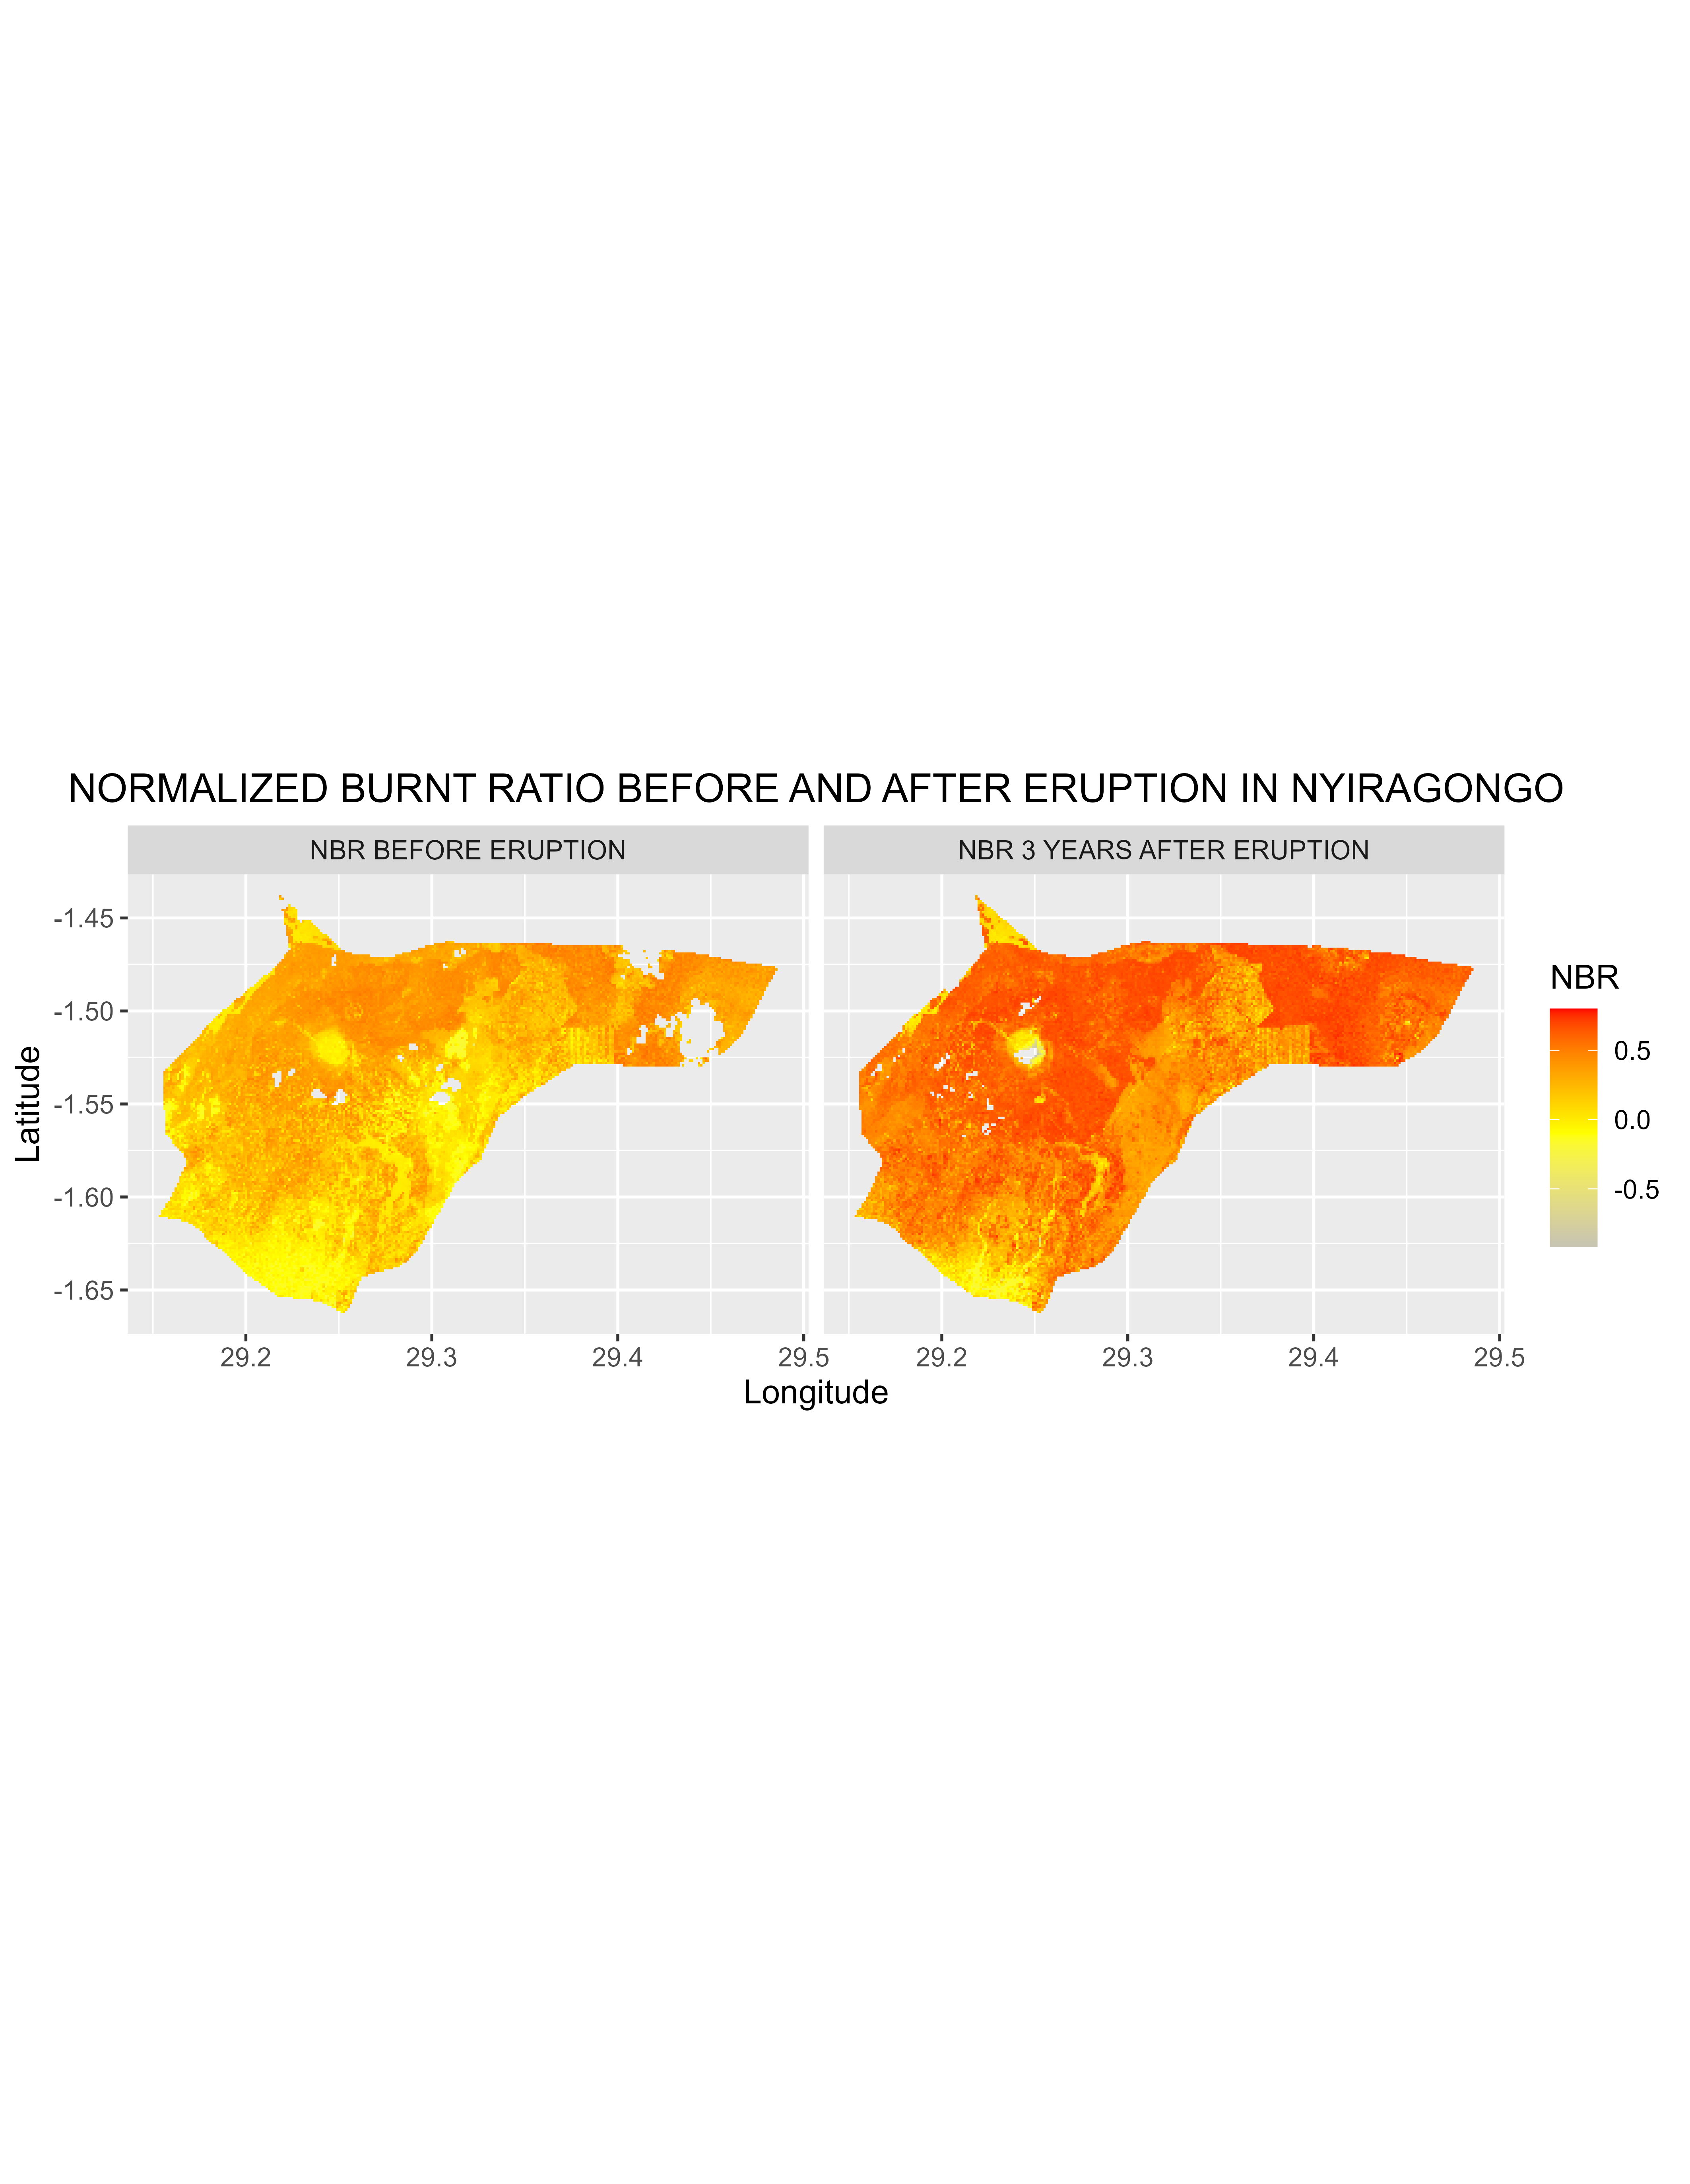 NORMALIZED BURNT RATIO BEFORE AND AFTER ERUPTION IN NYIRAGONGO
NBR BEFORE ERUPTION
NBR 3 YEARS AFTER ERUPTION
-1.45
-1.50
-1.55
-1.60
-1.65
Latitude
29.2
29.3
29.4
29.5
29.2
29.3
29.4
29.5
Longitude
NBR
0.5
0.0
-0.5